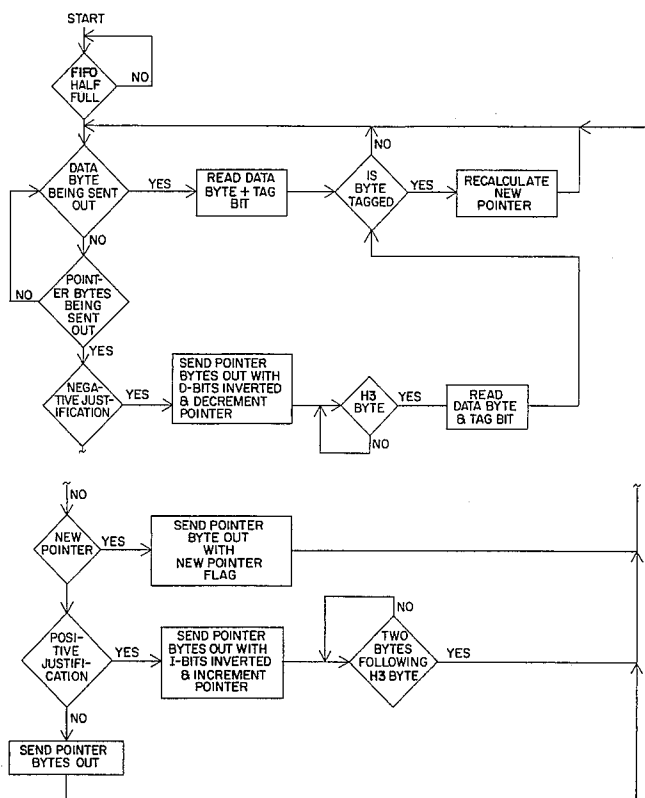 START
FIFO
HALF
FULL
NO
DATA
BYTE
BEING SENT
OUT
YES
READ DATA
BYTE + TAG
BIT
IS
BYTE
TAGGED
NO
YES
RECALCULATE
NEW
POINTER
NO
POINT-
ER BYTES
BEING
SENT
OUT
NO
YES
NEGA-
TIVE JUST-
IFICATION
YES
SEND POINTER
BYTES OUT WITH
D-BITS INVERTED
& DECREMENT
POINTER
H3
BYTE
YES
NO
READ
DATA BYTE
& TAG BIT
NO
NEW
POINTER
YES
SEND POINTER
BYTE OUT
WITH
NEW POINTER
FLAG
POSI-
TIVE
JUSTIFI-
CATION
YES
SEND POINTER
BYTES OUT WITH
I-BITS INVERTED
& INCREMENT
POINTER
NO
TWO
BYTES
FOLLOWING
H3 BYTE
YES
NO
SEND POINTER
BYTES OUT